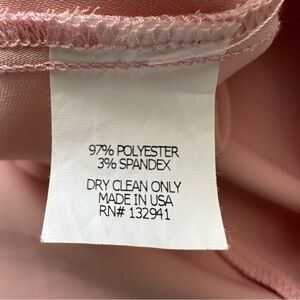 97% POLYESTER
3% SPANDEX
DRY CLEAN ONLY
MADE IN USA
RN# 132941